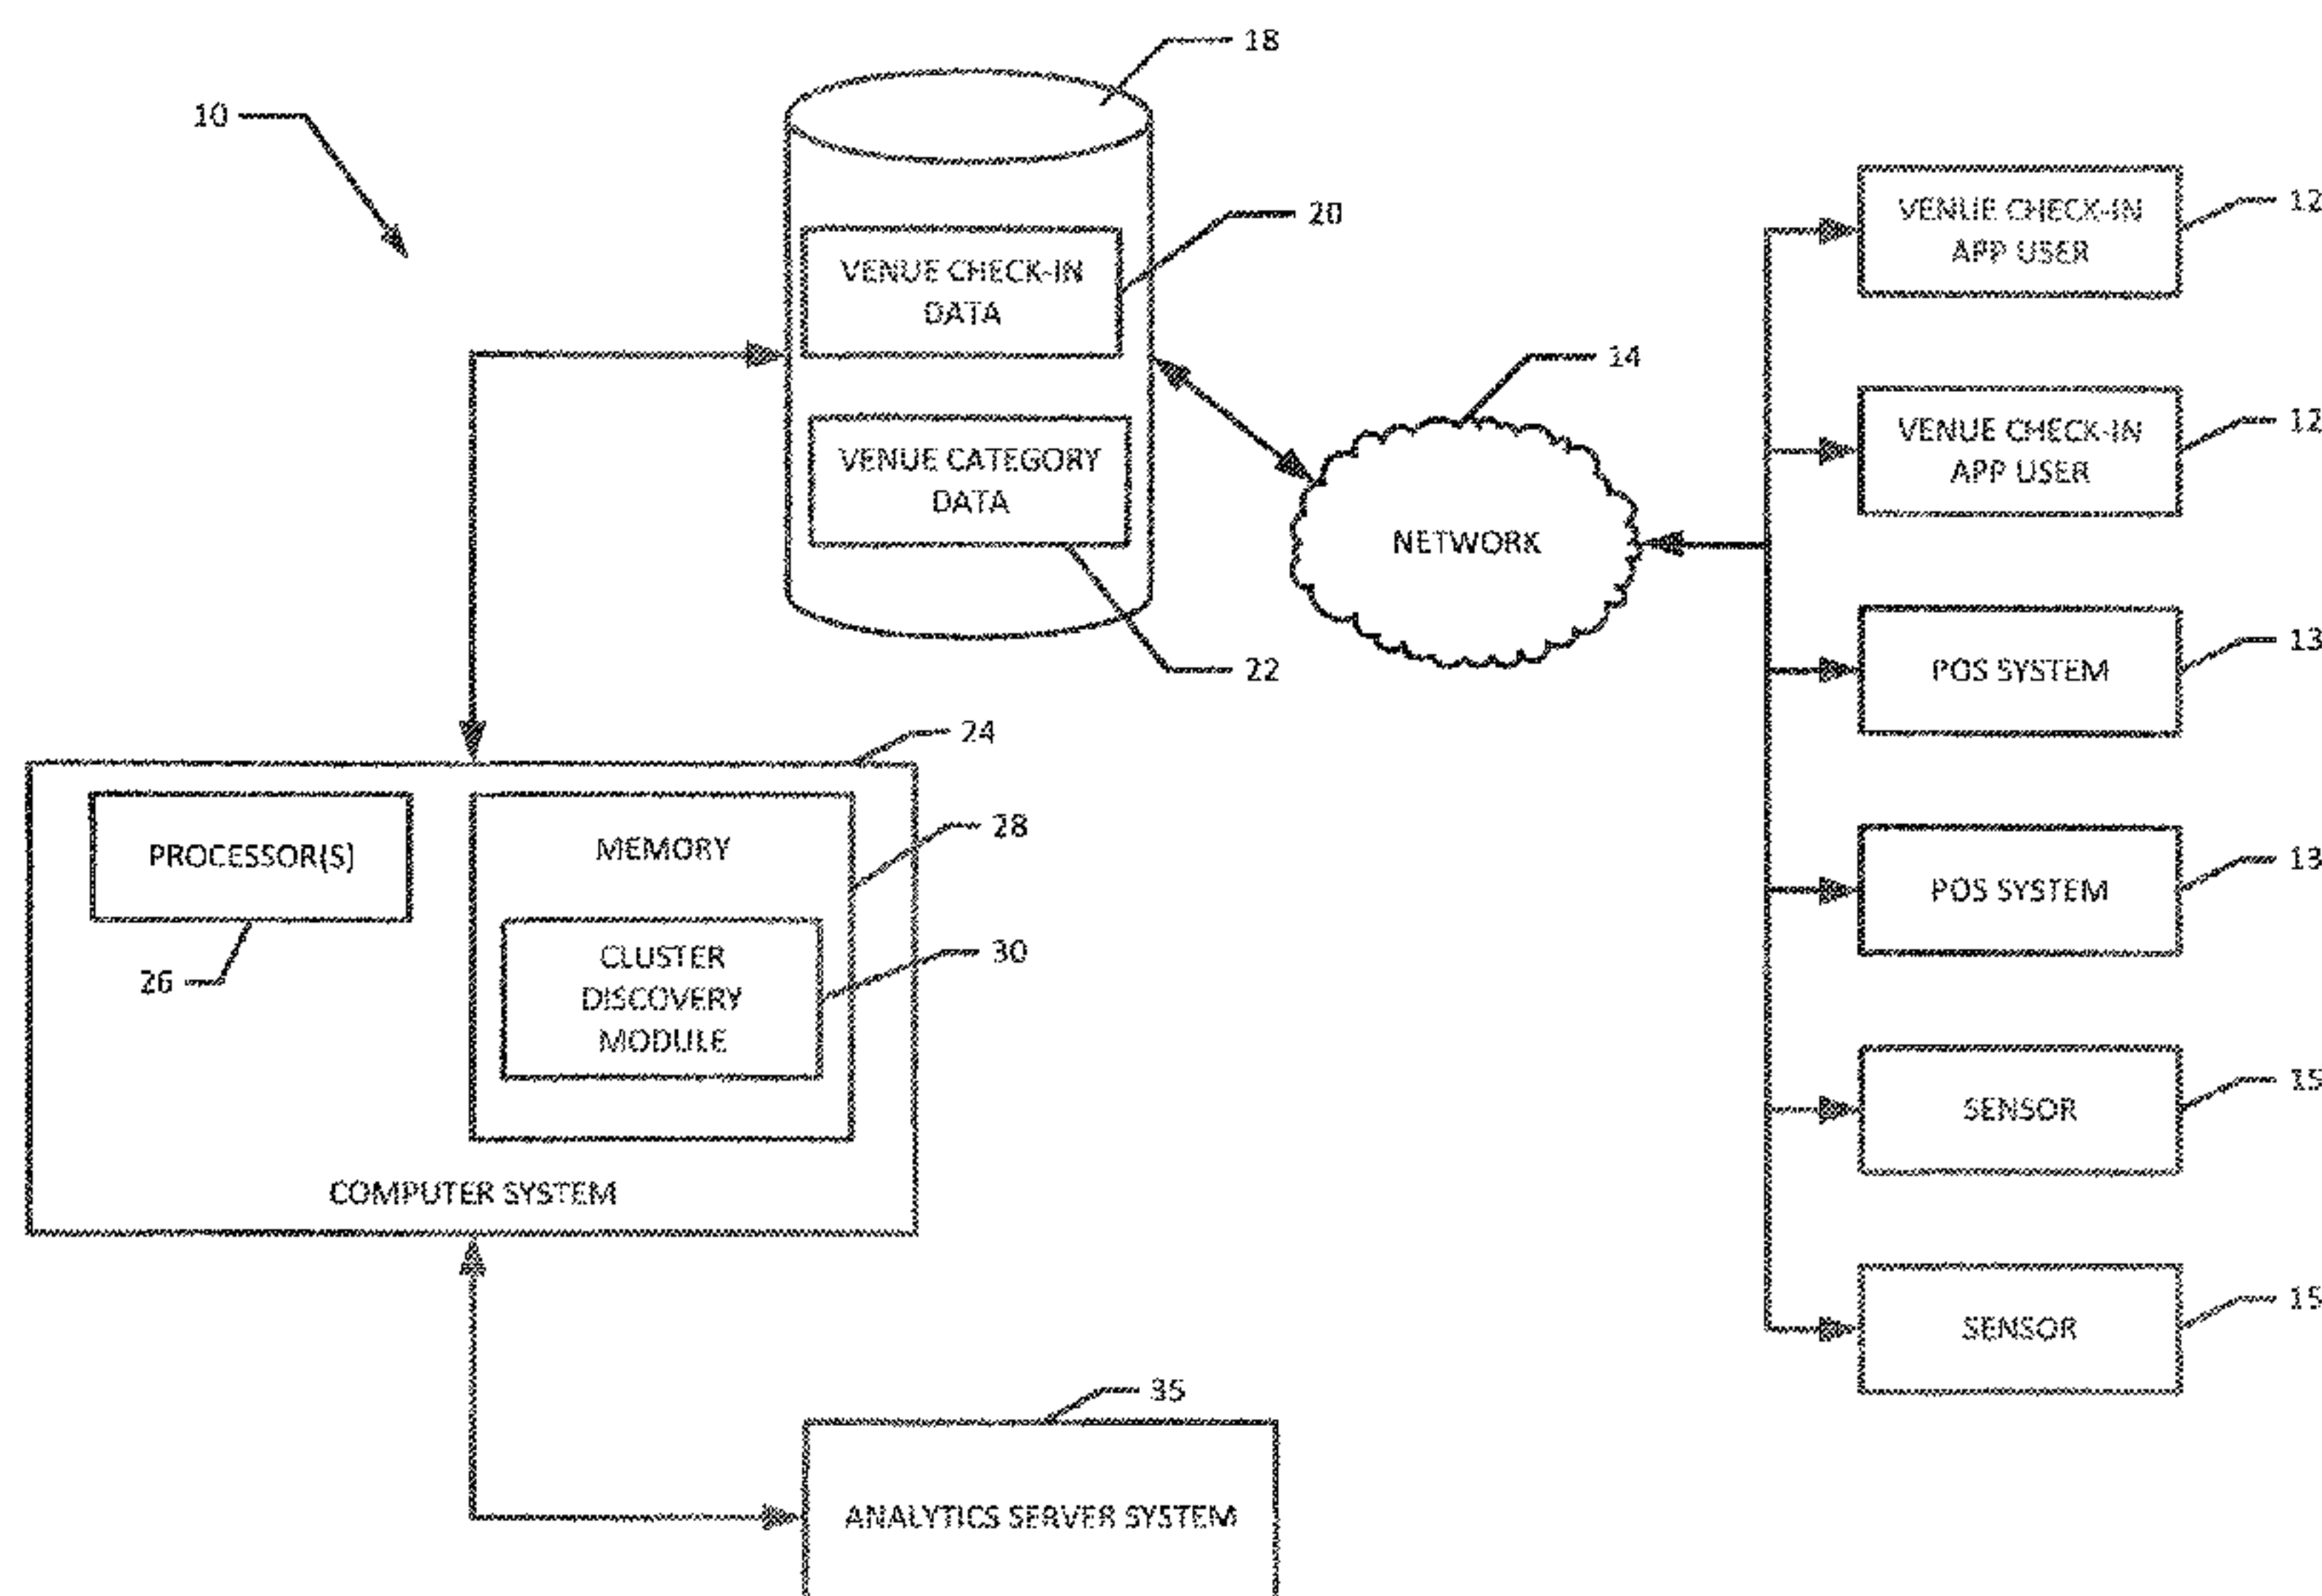 18
10
20
VENUE CHECK-IN
DATA
VENUE CATEGORY
DATA
22
14
NETWORK
VENUE CHECK-IN
APP USER
12
VENUE CHECK-IN
APP USER
12
POS SYSTEM
13
POS SYSTEM
13
SENSOR
15
SENSOR
15
24
PROCESSOR(S)
26
MEMORY
28
CLUSTER
DISCOVERY
MODULE
30
COMPUTER SYSTEM
35
ANALYTICS SERVER SYSTEM